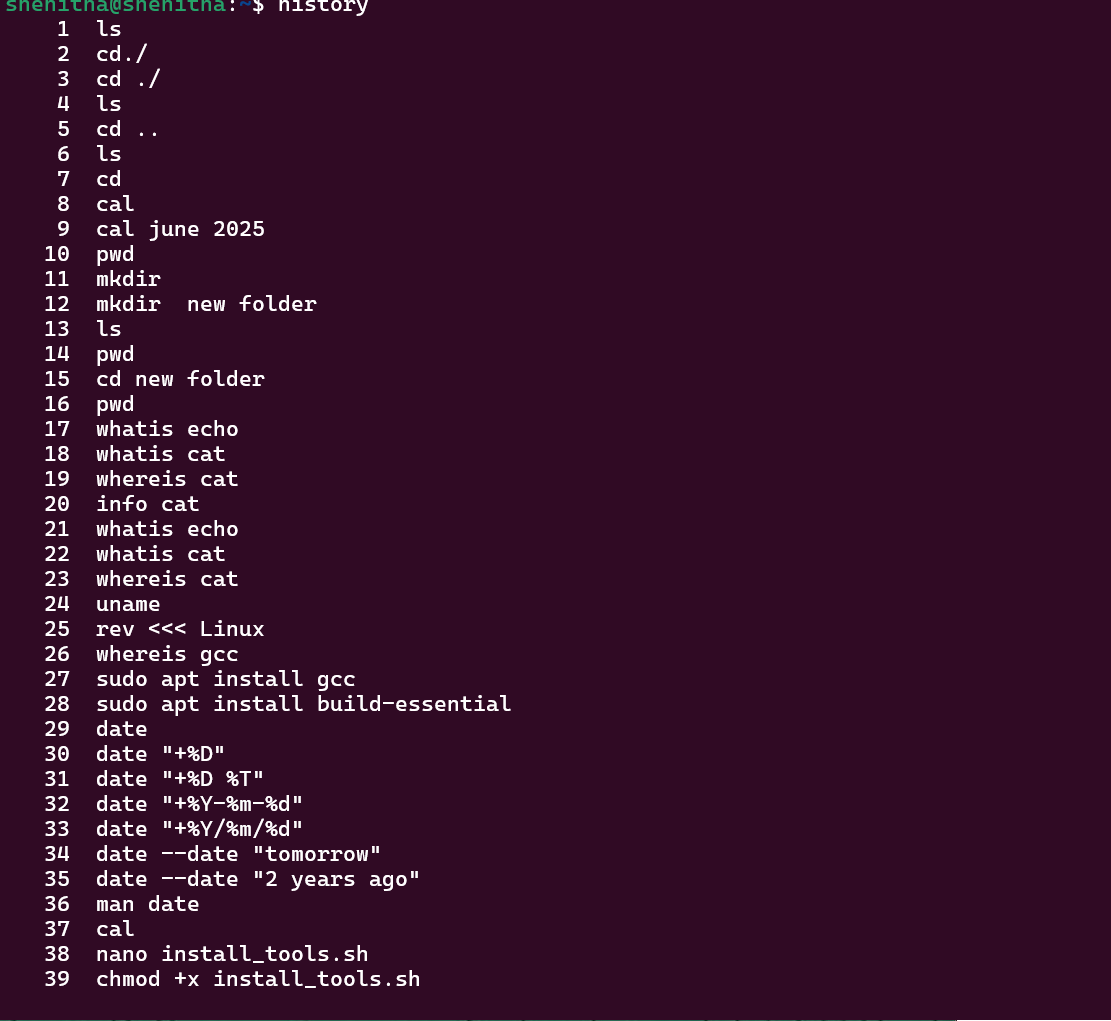 shenitha@shenitha:~$ history
1 ls
2 cd./
3 cd ./
4 ls
5 cd ..
6 ls
7 cd
8 cal
9 cal june 2025
10 pwd
11 mkdir
12 mkdir  new folder
13 ls
14 pwd
15 cd new folder
16 pwd
17 whatis echo
18 whatis cat
19 whereis cat
20 info cat
21 whatis echo
22 whatis cat
23 whereis cat
24 uname
25 rev <<< Linux
26 whereis gcc
27 sudo apt install gcc
28 sudo apt install build-essential
29 date
30 date "+%D"
31 date "+%D %T"
32 date "+%Y-%m-%d"
33 date "+%Y/%m/%d"
34 date --date "tomorrow"
35 date --date "2 years ago"
36 man date
37 cal
38 nano install_tools.sh
39 chmod +x install_tools.sh